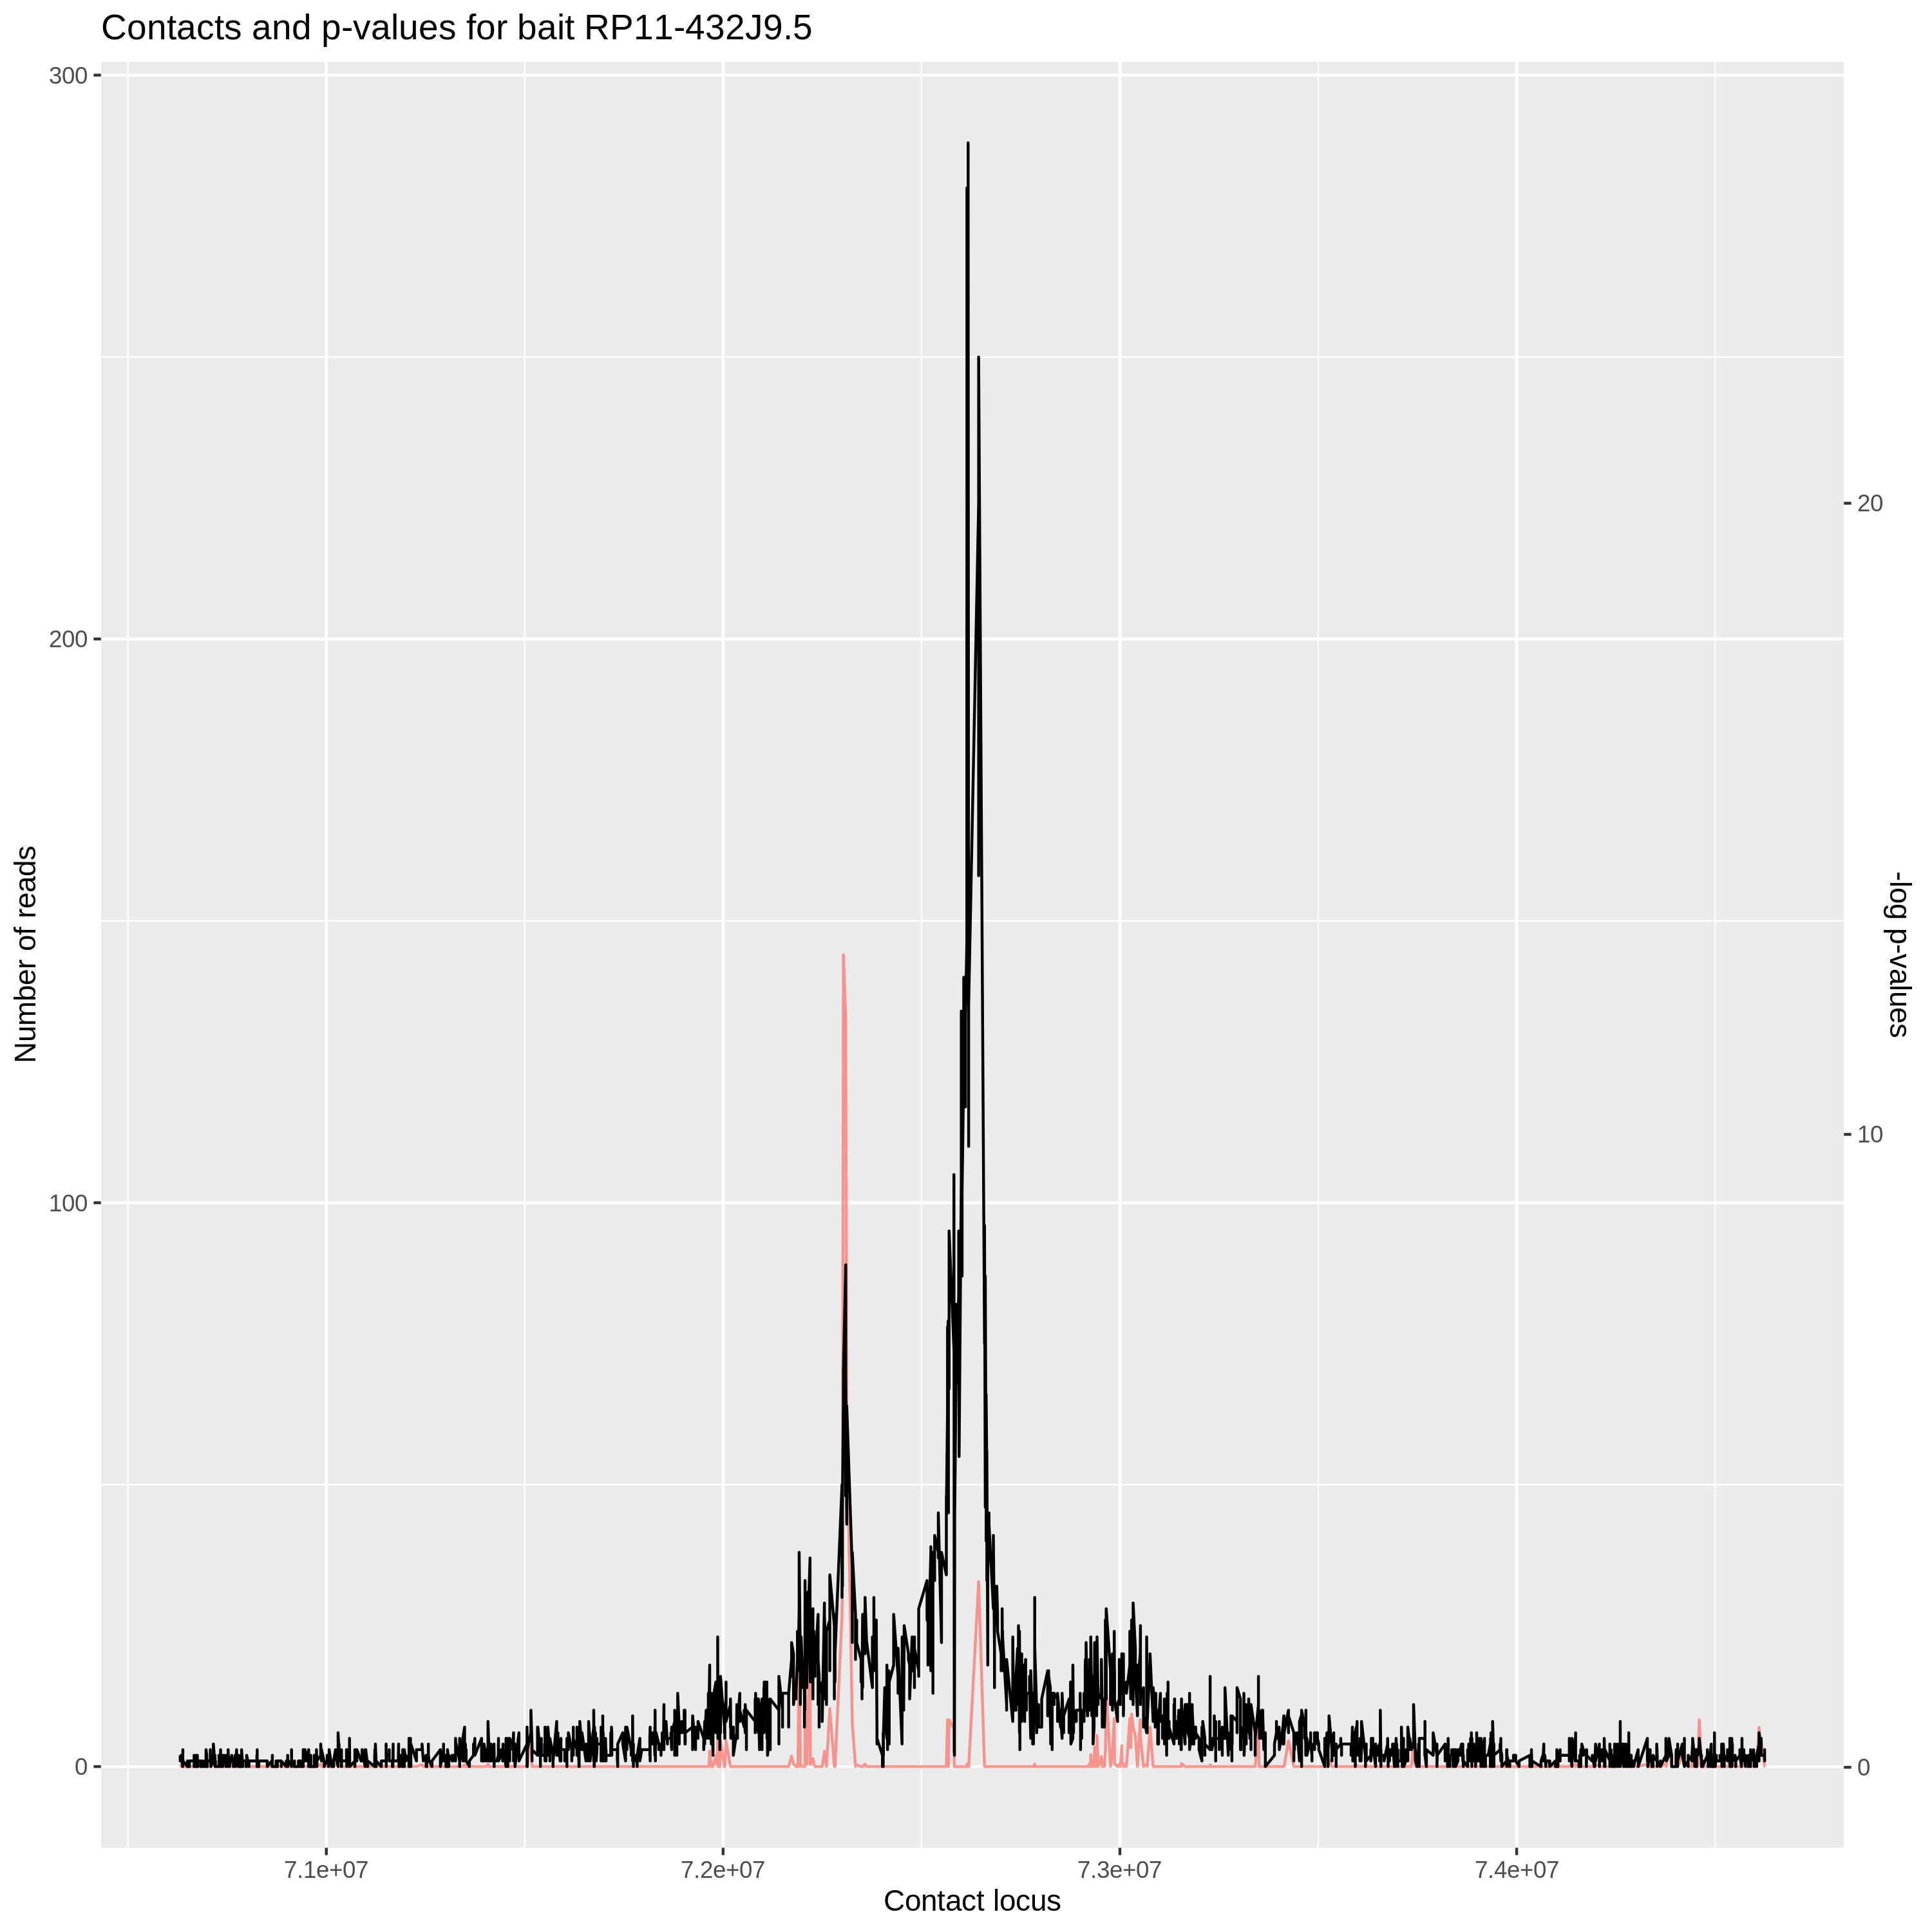 Contacts and p-values for bait RP11-432J9.5
300
200
100
0
Number of reads
20
10
0
-log p-values
7.1e+07
7.2e+07
7.3e+07
7.4e+07
Contact locus